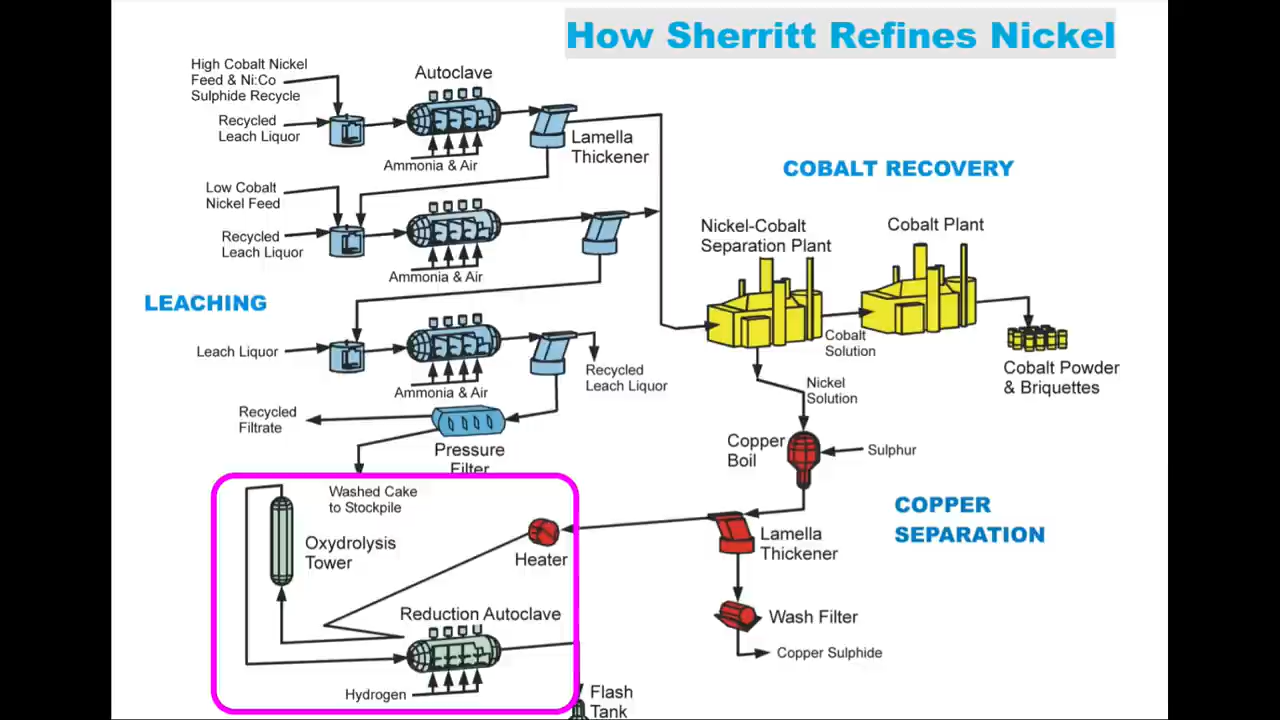 How Sherritt Refines Nickel
High Cobalt Nickel
Feed & Ni:Co
Sulphide Recycle
Autoclave
Recycled
Leach Liquor
Lamella
Thickener
Ammonia & Air
COBALT RECOVERY
Low Cobalt
Nickel Feed
Recycled
Leach Liquor
Ammonia & Air
Nickel-Cobalt
Separation Plant
Cobalt Plant
LEACHING
Leach Liquor
Cobalt
Solution
Recycled
Leach Liquor
Cobalt Powder
& Briquettes
Ammonia & Air
Nickel
Solution
Recycled
Filtrate
Pressure
Filter
Copper
Boil
Sulphur
Washed Cake
to Stockpile
COPPER
SEPARATION
Oxydrolysis
Tower
Heater
Lamella
Thickener
Reduction Autoclave
Wash Filter
Copper Sulphide
Hydrogen
Flash
Tank